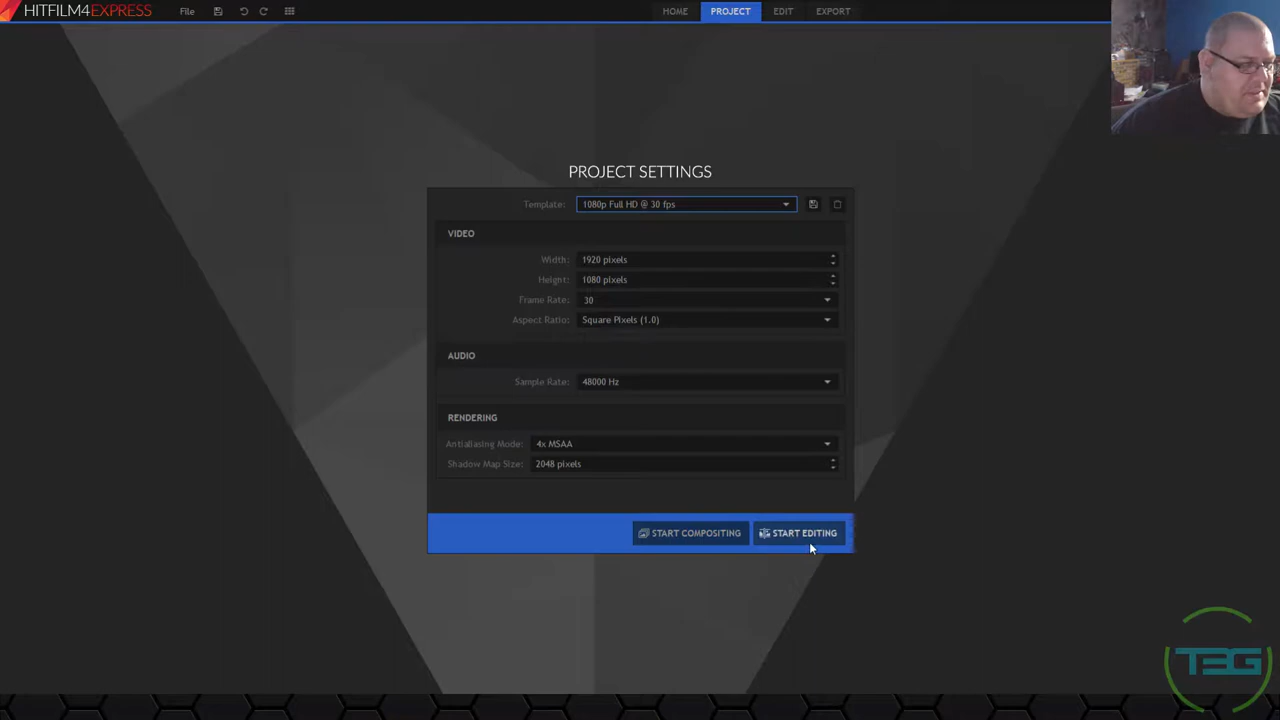 HITFILM4EXPRESS
File
HOME
PROJECT
EDIT
EXPORT
PROJECT SETTINGS
Template: 1080p Full HD @ 30 fps
VIDEO
Width: 1920 pixels
Height: 1080 pixels
Frame Rate: 30
Aspect Ratio: Square Pixels (1.0)
AUDIO
Sample Rate: 48000 Hz
RENDERING
Antialiasing Mode: 4x MSAA
Shadow Map Size: 2048 pixels
START COMPOSITING
START EDITING
TBG